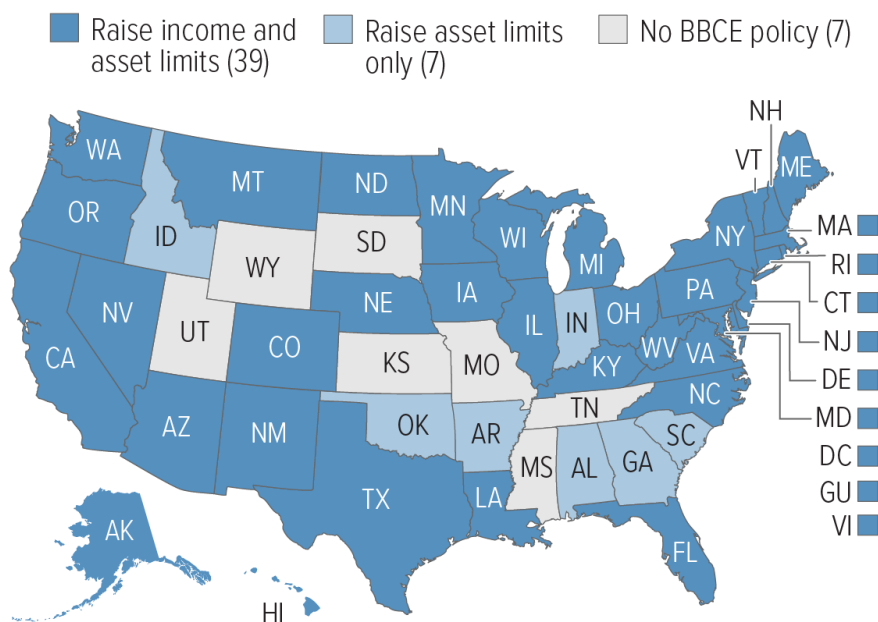 Raise income and
asset limits (39)
Raise asset limits
only (7)
No BBCE policy (7)
NH
VT
ME
WA
MT
ND
MN
OR
ID
WY
SD
WI
MI
NY
MA
RI
CT
NJ
DE
MD
DC
GU
VI
NV
UT
CO
NE
IA
IL
IN
OH
PA
CA
KS
MO
KY
WV
VA
AZ
NM
OK
AR
TN
NC
SC
MS
AL
GA
TX
LA
FL
AK
HI